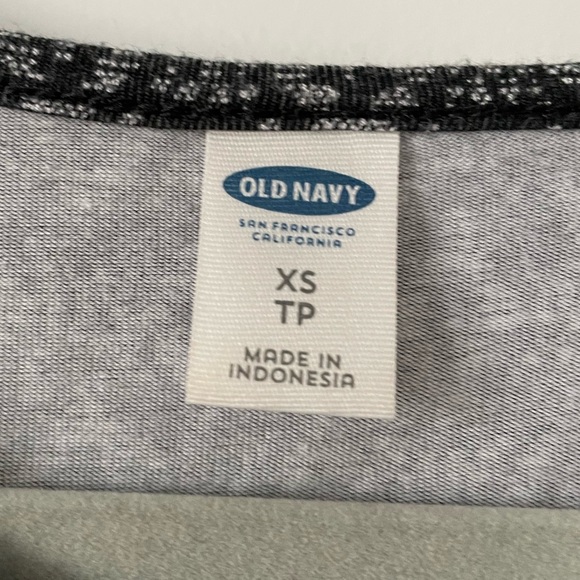 OLD NAVY
SAN FRANCISCO
CALIFORNIA
XS
TP
MADE IN
INDONESIA